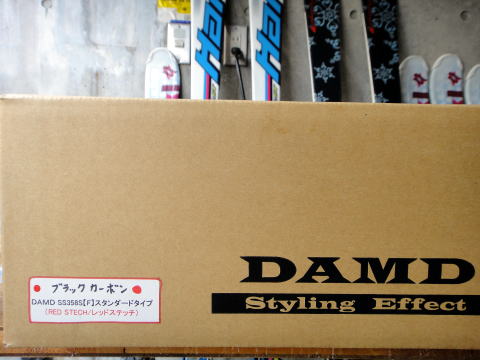 DAMD
Styling Effect
ブラック カーボン
DAMD SS358S【F】スタンダードタイプ
(RED STECH/レッドステッチ)